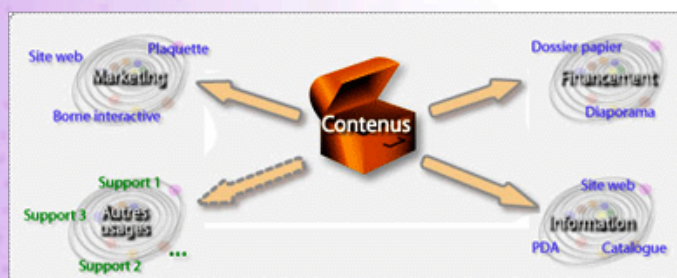 Site web
Plaquette
Marketing
Borne interactive
Dossier papier
Financement
Diaporama
Contenus
Support 1
Support 3
Autres
usages
Support 2
...
Site web
Information
PDA
Catalogue